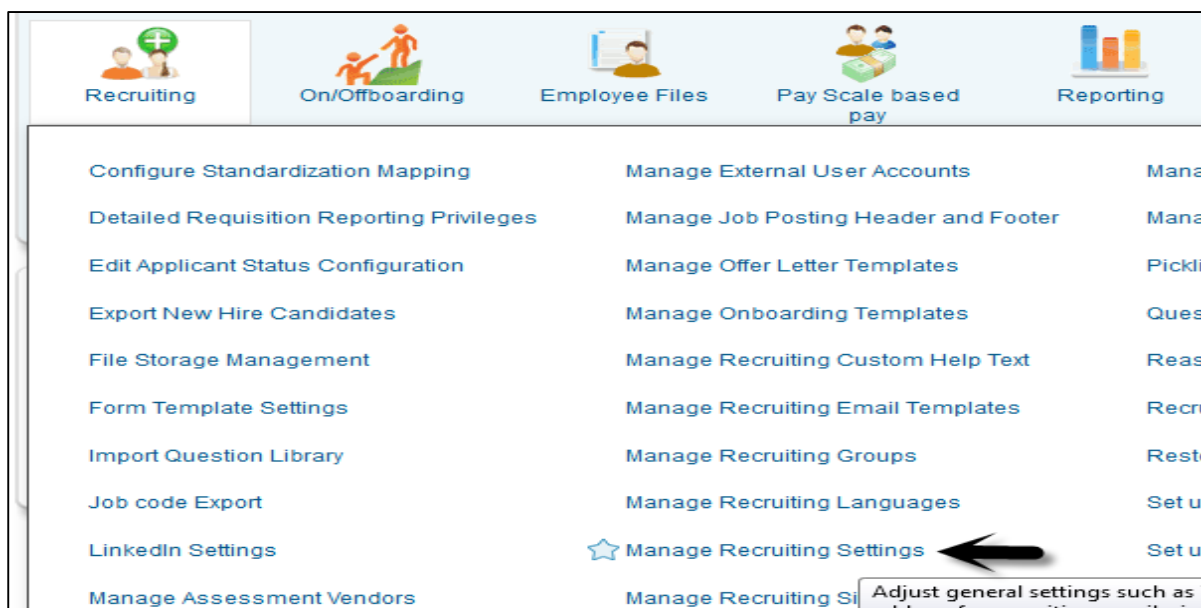 Recruiting
On/Offboarding
Employee Files
Pay Scale based
pay
Reporting
Configure Standardization Mapping
Detailed Requisition Reporting Privileges
Edit Applicant Status Configuration
Export New Hire Candidates
File Storage Management
Form Template Settings
Import Question Library
Job code Export
LinkedIn Settings
Manage Assessment Vendors
Manage External User Accounts
Manage Job Posting Header and Footer
Manage Offer Letter Templates
Manage Onboarding Templates
Manage Recruiting Custom Help Text
Manage Recruiting Email Templates
Manage Recruiting Groups
Manage Recruiting Languages
Manage Recruiting Settings
Manage Recruiting
Adjust general settings such as
Set u
Set u